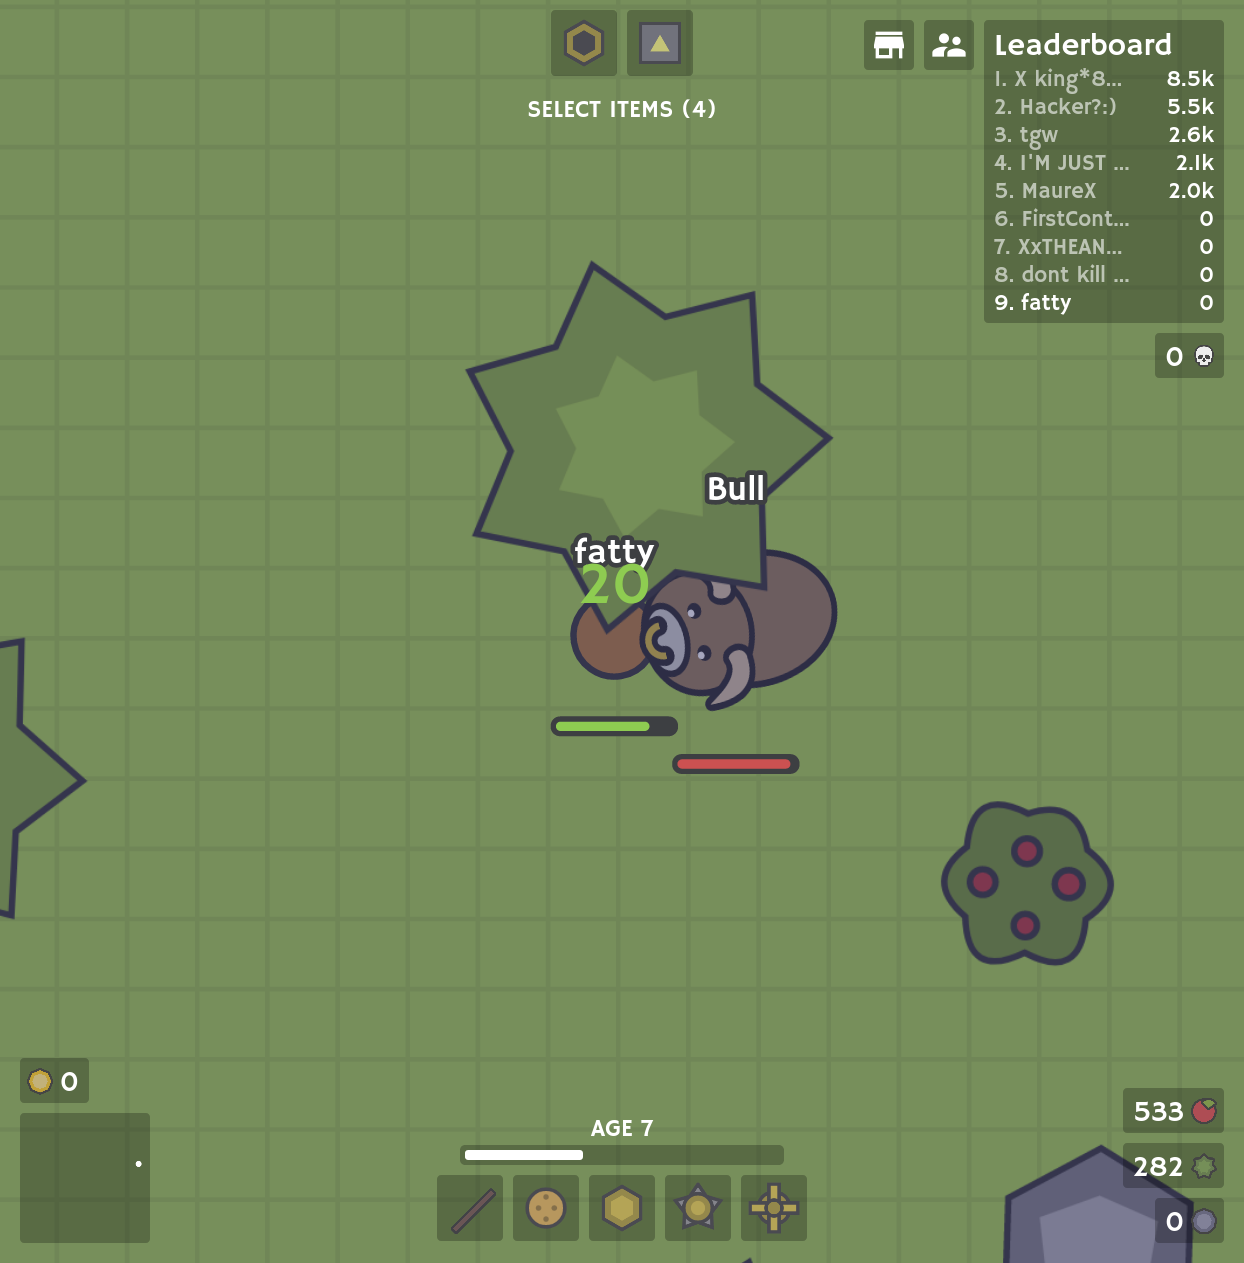 SELECT ITEMS (4)
Leaderboard
1. X king*8... 8.5k
2. Hacker?:) 5.5k
3. tgw 2.6k
4. I'M JUST ... 2.1k
5. MaureX 2.0k
6. FirstCont... 0
7. XxTHEAN... 0
8. dont kill ... 0
9. fatty 0
0
Bull
fatty
20
0
AGE 7
533
282
0